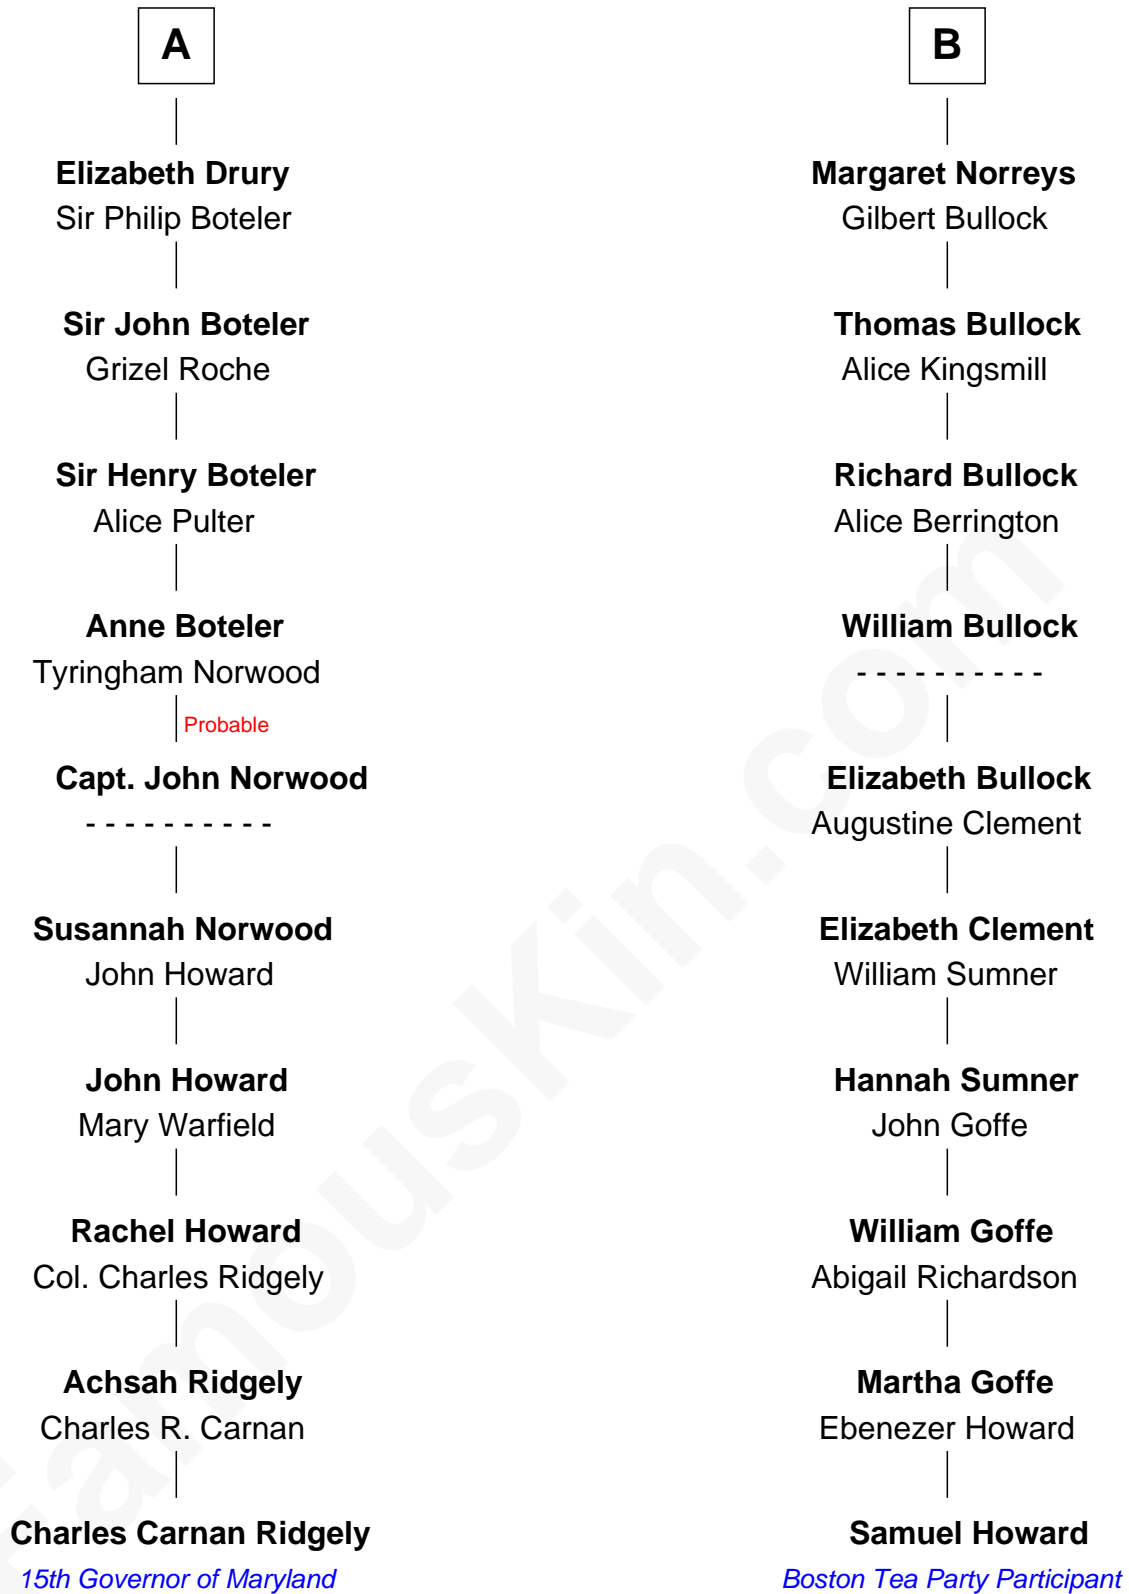 A
Elizabeth Drury
Sir Philip Boteler
Sir John Boteler
Grizel Roche
Sir Henry Boteler
Alice Pulter
Anne Boteler
Tyringham Norwood
Probable
Capt. John Norwood
- - - - - - - - - -
Susannah Norwood
John Howard
John Howard
Mary Warfield
Rachel Howard
Col. Charles Ridgely
Achsah Ridgely
Charles R. Carnan
Charles Carnan Ridgely
15th Governor of Maryland
B
Margaret Norreys
Gilbert Bullock
Thomas Bullock
Alice Kingsmill
Richard Bullock
Alice Berrington
William Bullock
- - - - - - - - - -
Elizabeth Bullock
Augustine Clement
Elizabeth Clement
William Sumner
Hannah Sumner
John Goffe
William Goffe
Abigail Richardson
Martha Goffe
Ebenezer Howard
Samuel Howard
Boston Tea Party Participant
FamousKin.com